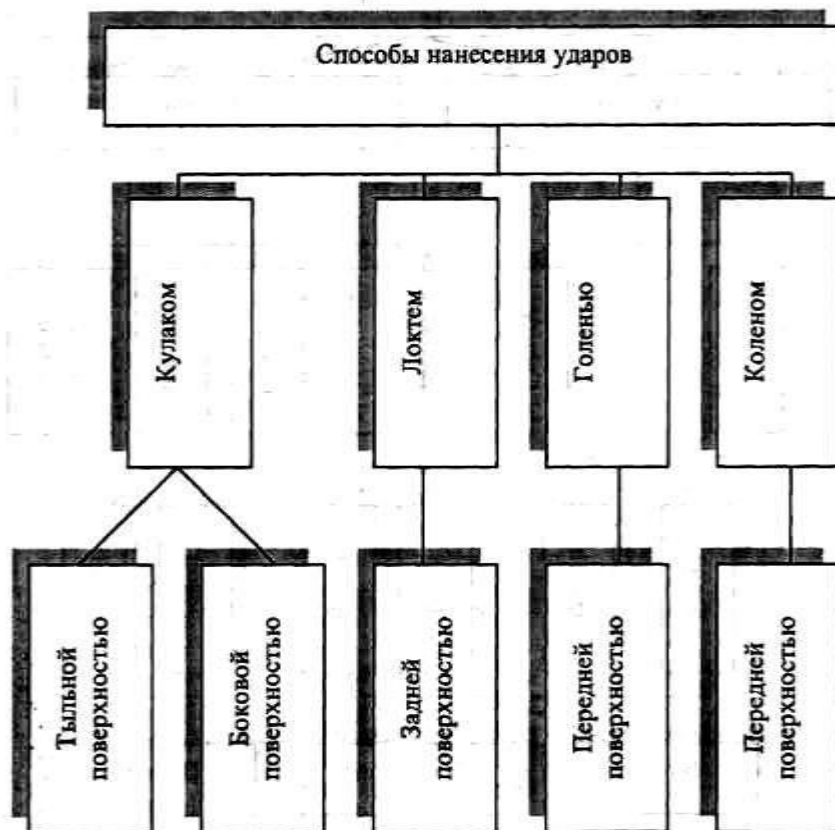 Способы нанесения ударов
Кулаком
Локтем
Голенью
Коленом
Тыльной
поверхностью
Боковой
поверхностью
Задней
поверхностью
Передней
поверхностью
Передней
поверхностью